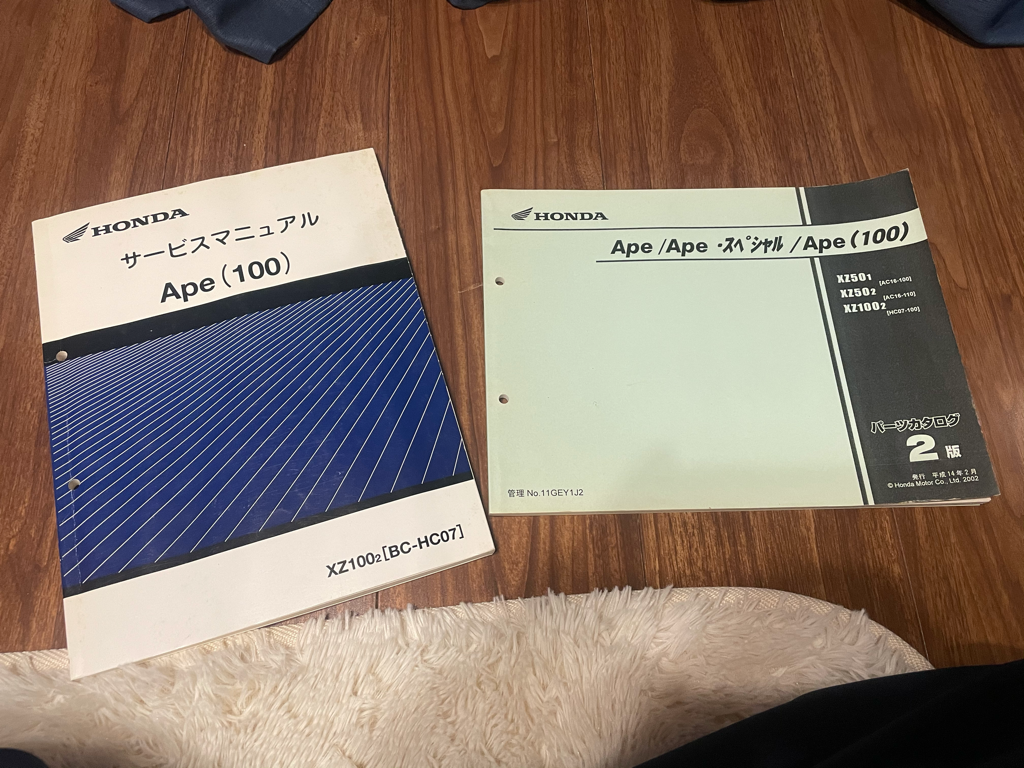 HONDA
サービスマニュアル
Ape (100)
XZ1002 [BC-HC07]
HONDA
Ape /Ape ・スペシャル /Ape (100)
XZ501 [AC16-100]
XZ502 [AC16-110]
XZ1002 [HC07-100]
パーツカタログ
2 版
発行 平成14年2月
© Honda Motor Co., Ltd. 2002
管理 No.11GEY1J2